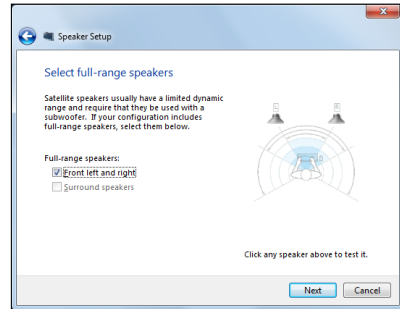 Speaker Setup
Select full-range speakers
Satellite speakers usually have a limited dynamic
range and require that they be used with a
subwoofer. If your configuration includes
full-range speakers, select them below.
L
R
Full-range speakers:
Front left and right
Surround speakers
Click any speaker above to test it.
Next
Cancel